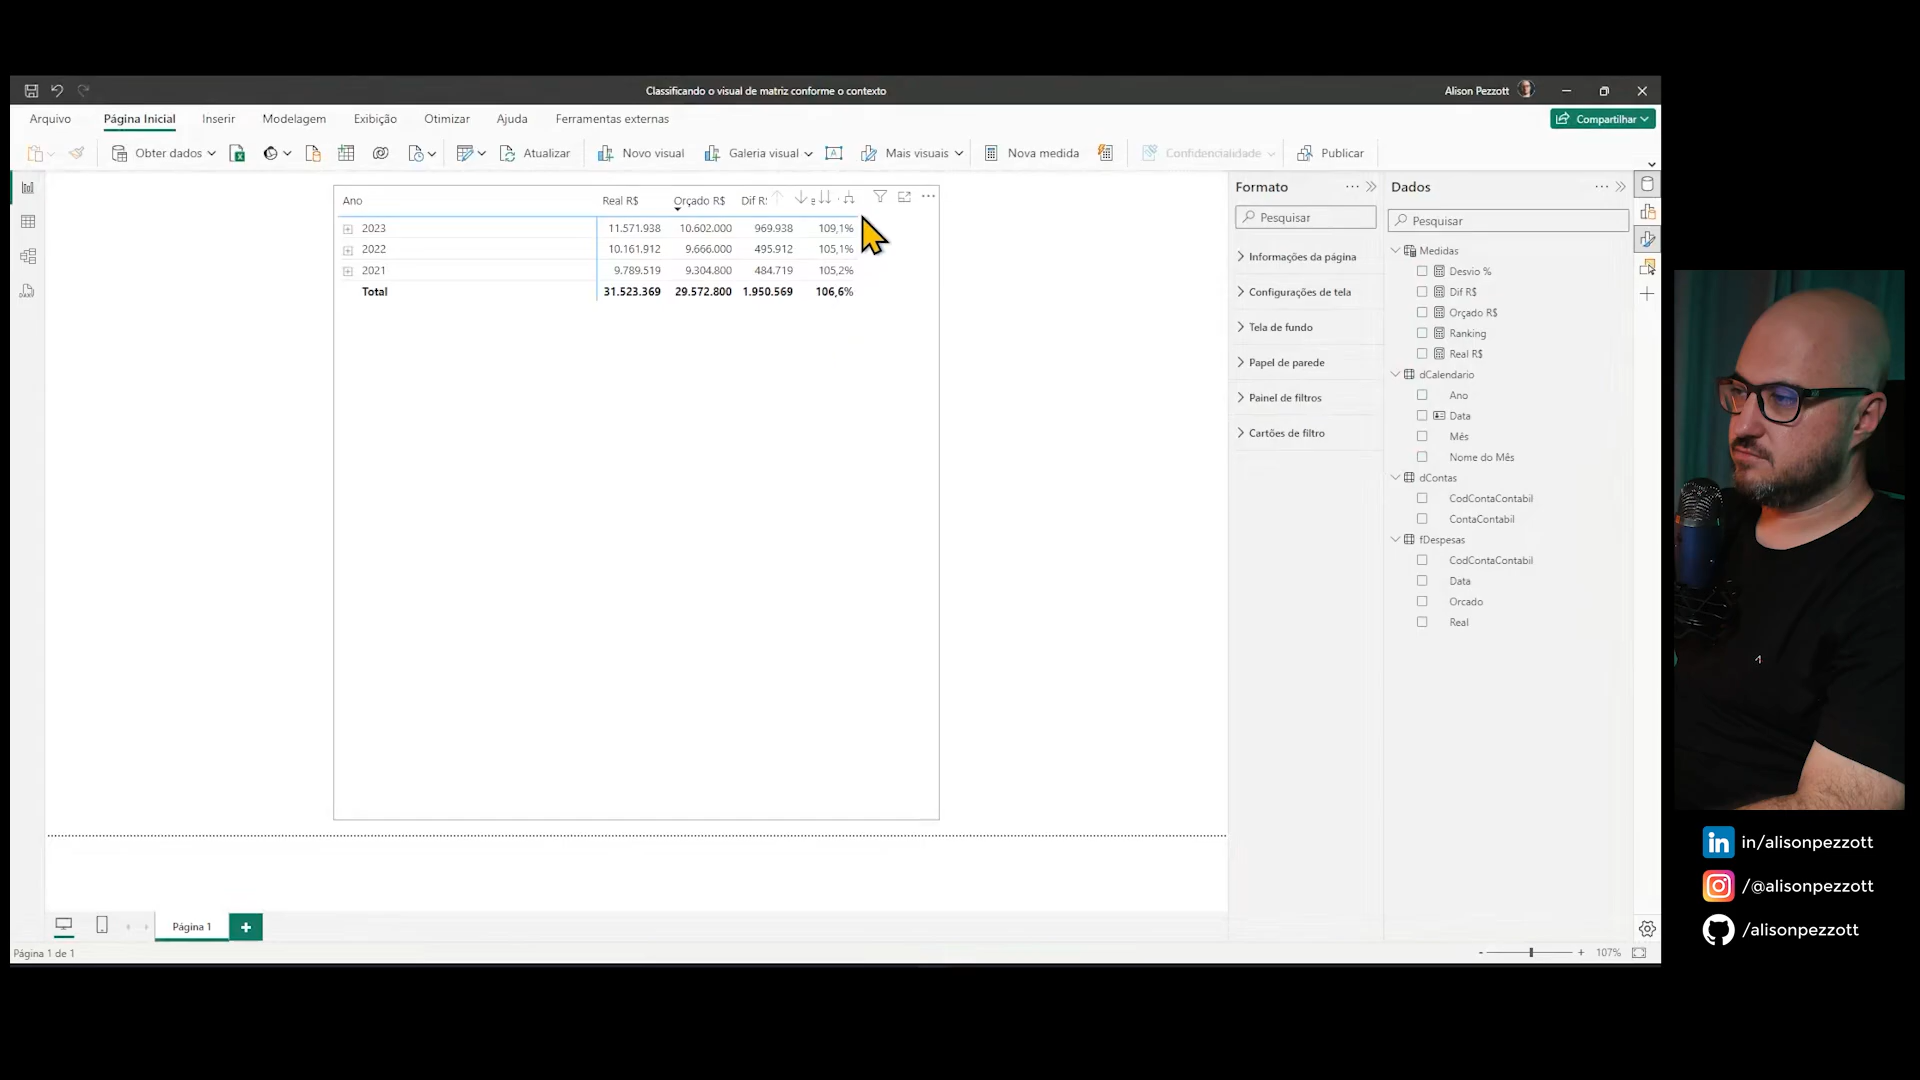 Classificando o visual de matriz conforme o contexto
Alison Pezzott
Arquivo
Página Inicial
Inserir
Modelagem
Exibição
Otimizar
Ajuda
Ferramentas externas
Compartilhar
Obter dados
Atualizar
Novo visual
Galeria visual
Mais visuais
Nova medida
Confidencialidade
Publicar
Ano Real R$ Orçado R$ Dif R
2023 11.571.938 10.602.000 969.938 109,1%
2022 10.161.912 9.666.000 495.912 105,1%
2021 9.789.519 9.304.800 484.719 105,2%
Total 31.523.369 29.572.800 1.950.569 106,6%
Formato
Pesquisar
Informações da página
Configurações de tela
Tela de fundo
Papel de parede
Painel de filtros
Cartões de filtro
Dados
Pesquisar
Medidas
Desvio %
Dif R$
Orçado R$
Ranking
Real R$
dCalendario
Ano
Data
Mês
Nome do Mês
dContas
CodContaContabil
ContaContabil
fDespesas
CodContaContabil
Data
Orcado
Real
in/alisonpezzott
/@alisonpezzott
/alisonpezzott
Página 1
Página 1 de 1
107%